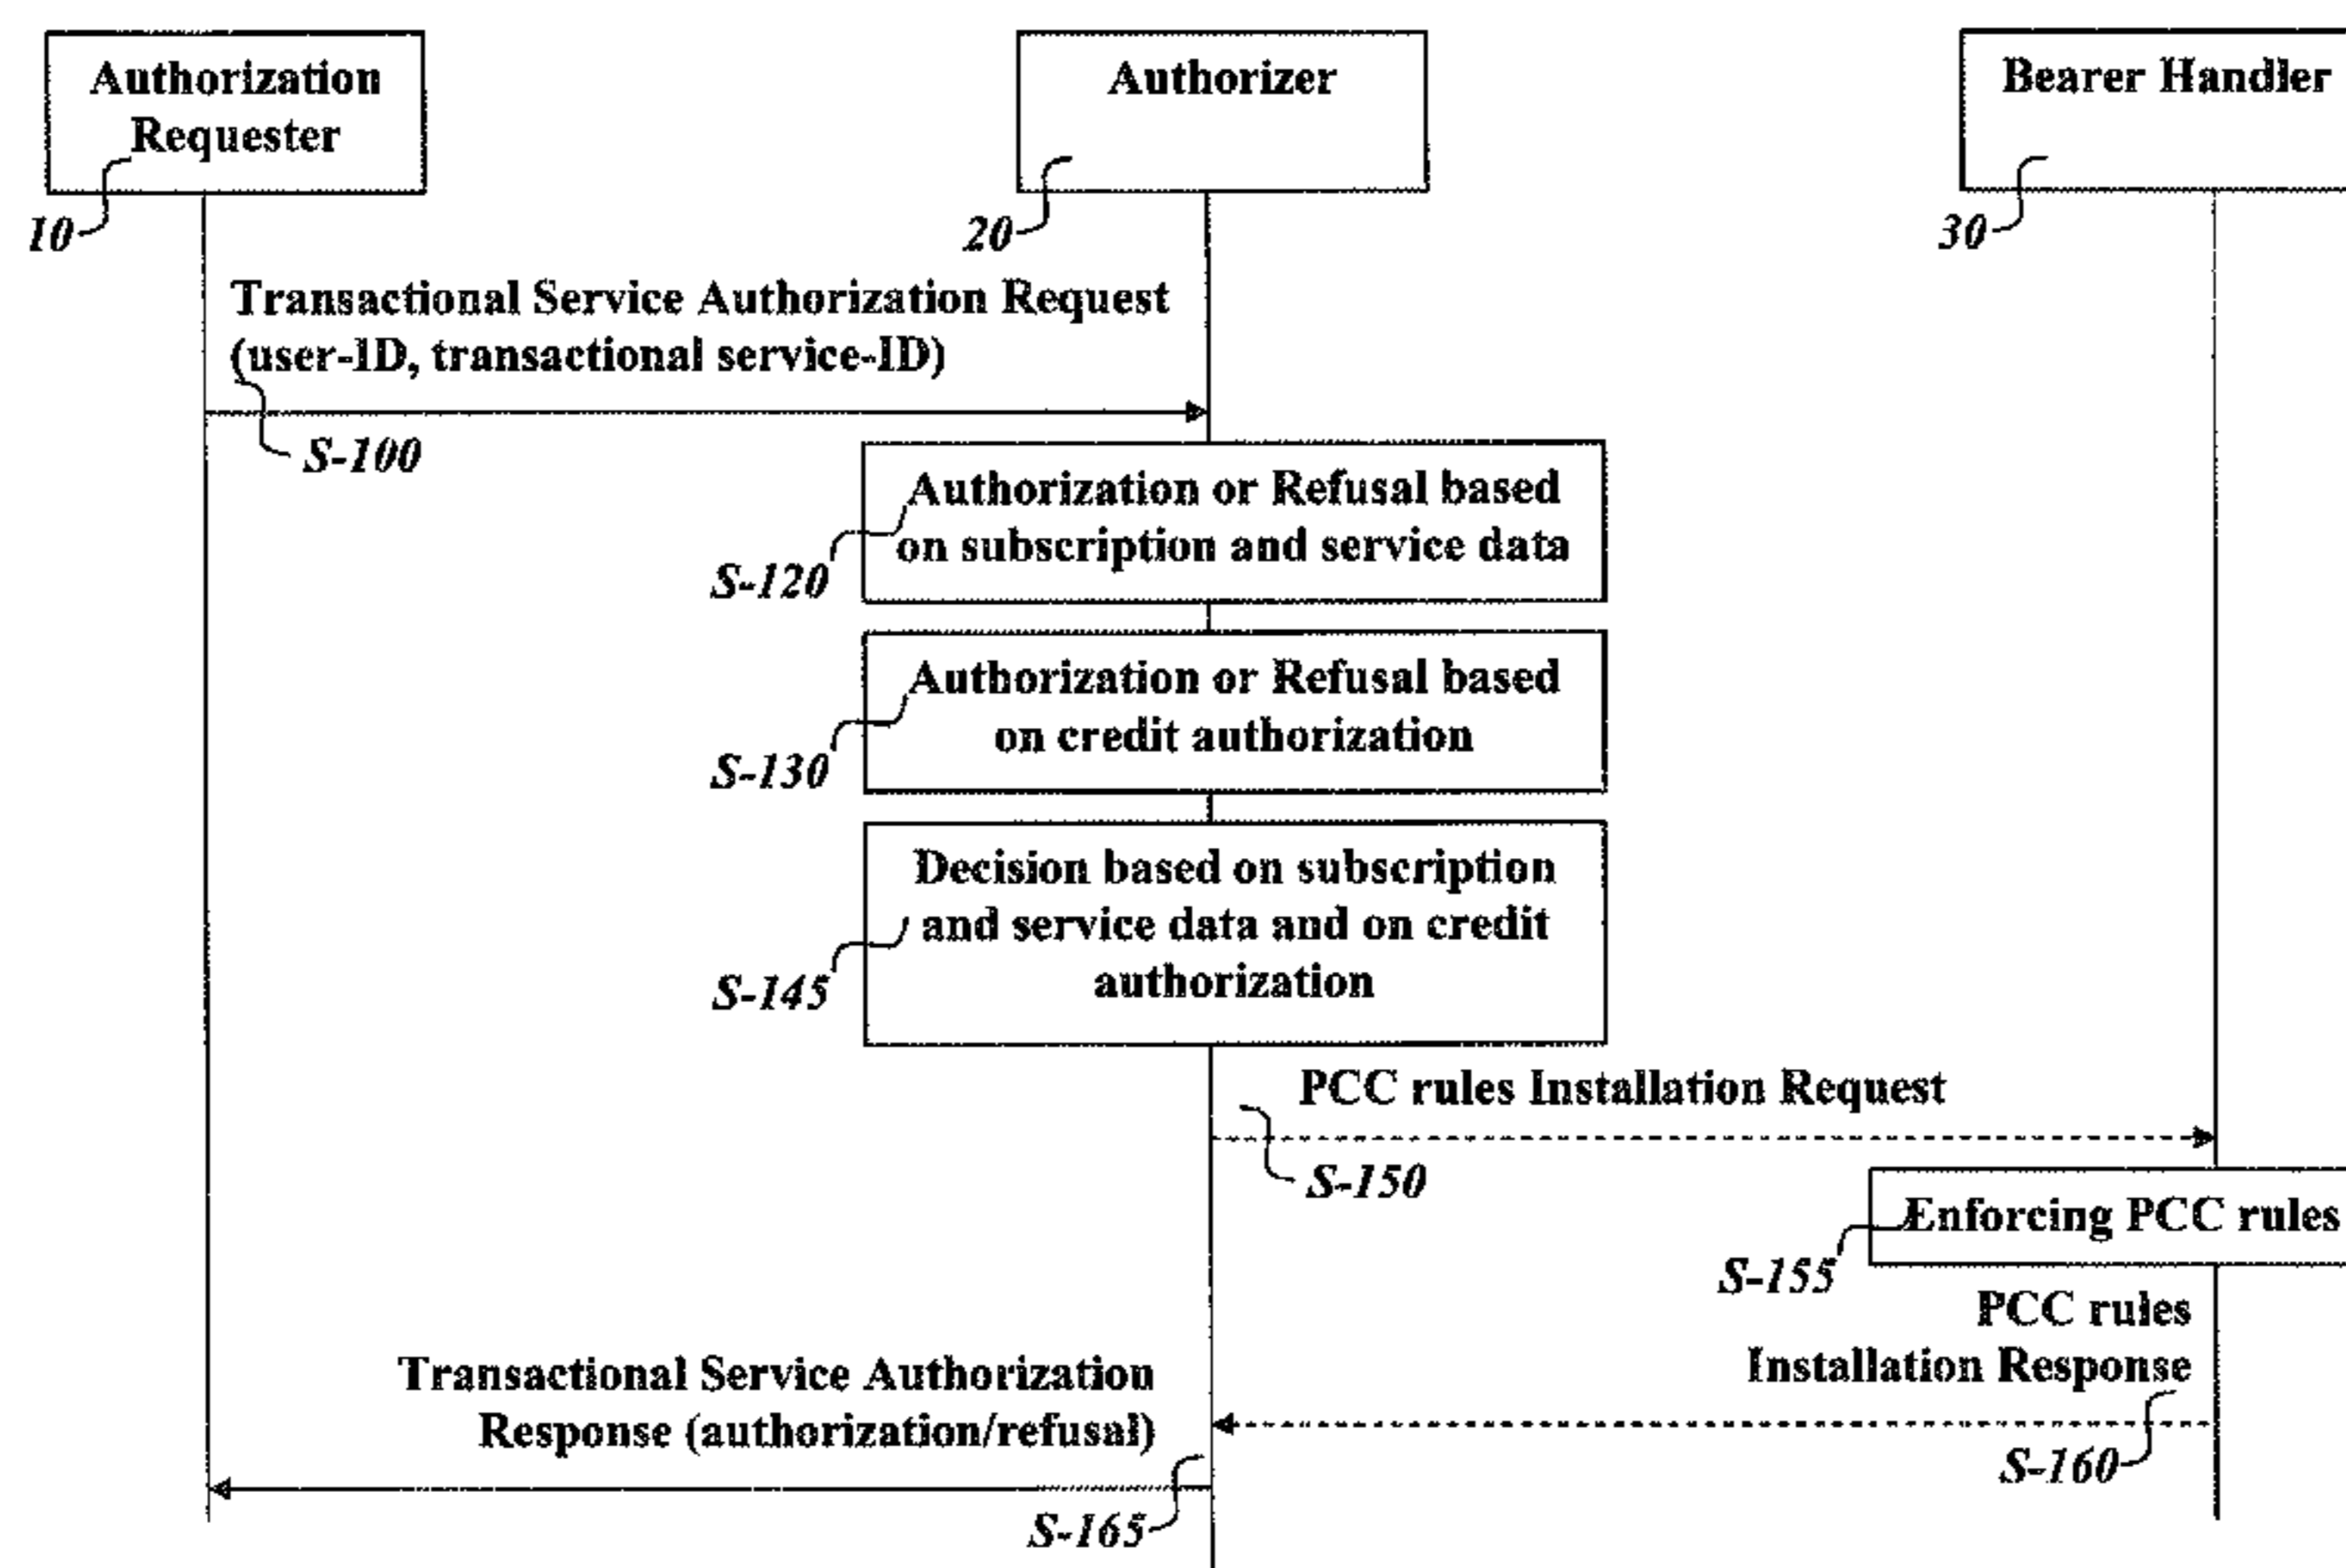 Authorization
Requester
Authorizer
Bearer Handler
10
20
30
Transactional Service Authorization Request
(user-ID, transactional service-ID)
S-100
Authorization or Refusal based
on subscription and service data
S-120
Authorization or Refusal based
on credit authorization
S-130
Decision based on subscription
and service data and on credit
authorization
S-145
PCC rules Installation Request
S-150
Enforcing PCC rules
S-155
PCC rules
Installation Response
Transactional Service Authorization
Response (authorization/refusal)
S-160
S-165